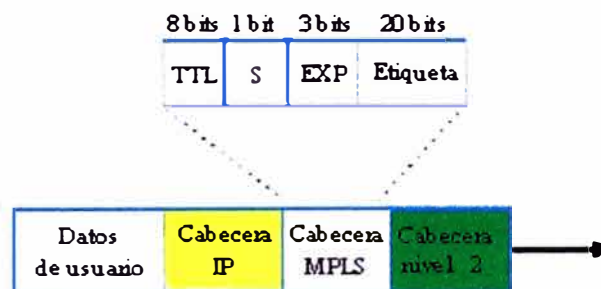 8 bits 1 bit 3 bits 20 bits
TTL S EXP Etiqueta
Datos de usuario
Cabecera IP
Cabecera MPLS
Cabecera nivel 2